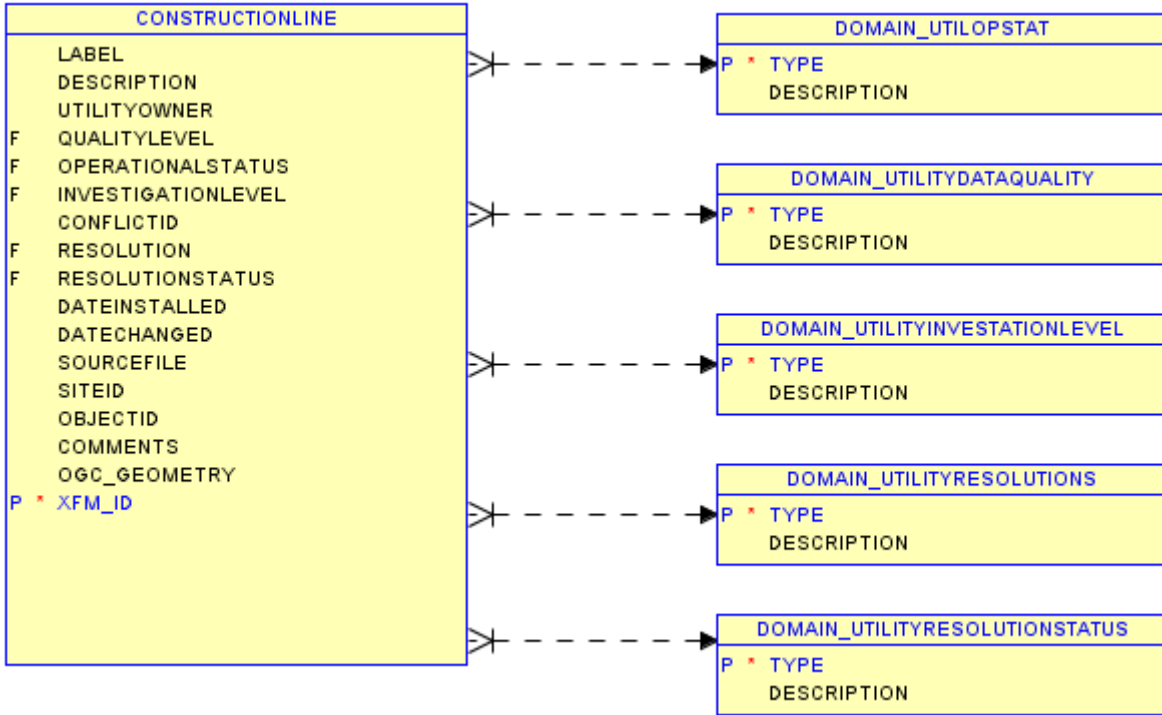 CONSTRUCTIONLINE
LABEL
DESCRIPTION
UTILITYOWNER
F QUALITYLEVEL
F OPERATIONALSTATUS
F INVESTIGATIONLEVEL
CONFLICTID
F RESOLUTION
F RESOLUTIONSTATUS
DATEINSTALLED
DATECHANGED
SOURCEFILE
SITEID
OBJECTID
COMMENTS
OGC_GEOMETRY
P * XFM_ID
DOMAIN_UTILOPSTAT
P * TYPE
DESCRIPTION
DOMAIN_UTILITYDATAQUALITY
P * TYPE
DESCRIPTION
DOMAIN_UTILITYINVESTATIONLEVEL
P * TYPE
DESCRIPTION
DOMAIN_UTILITYRESOLUTIONS
P * TYPE
DESCRIPTION
DOMAIN_UTILITYRESOLUTIONSTATUS
P * TYPE
DESCRIPTION